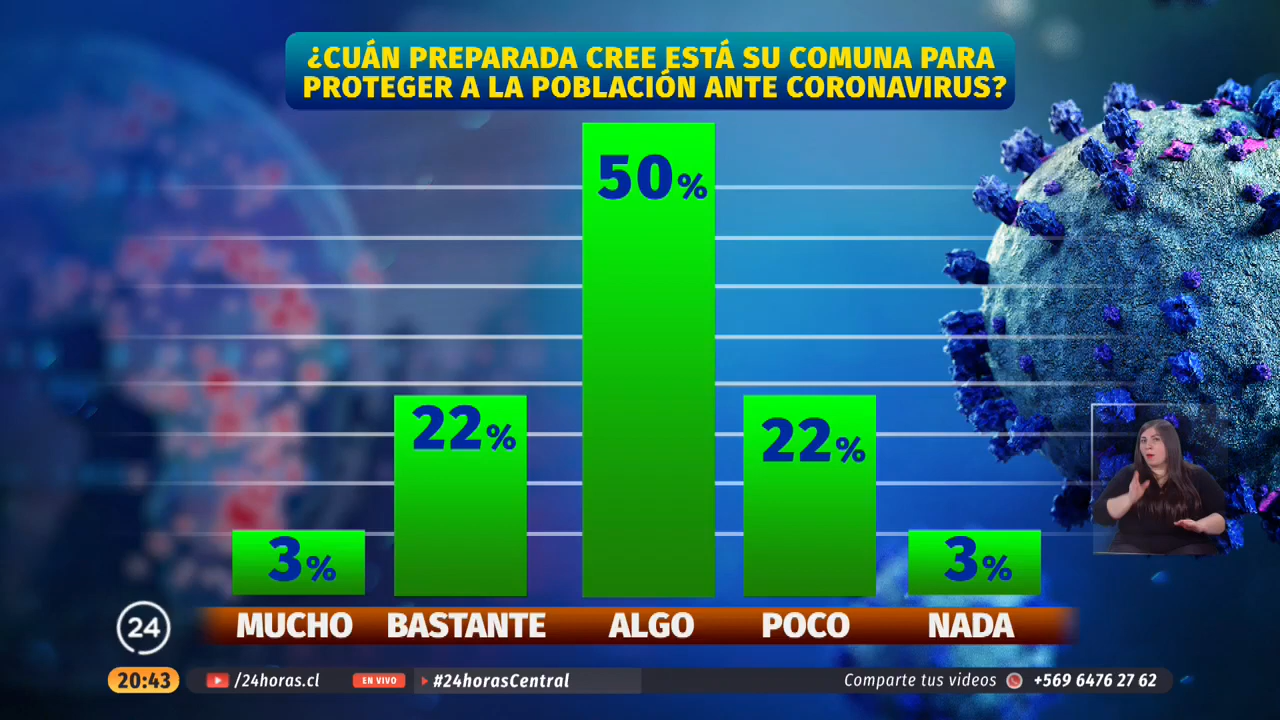 ¿CUÁN PREPARADA CREE ESTÁ SU COMUNA PARA
PROTEGER A LA POBLACIÓN ANTE CORONAVIRUS?
50%
22%
22%
3%
3%
MUCHO BASTANTE ALGO POCO NADA
24
20:43 /24horas.cl EN VIVO #24horasCentral Comparte tus videos +569 6476 27 62